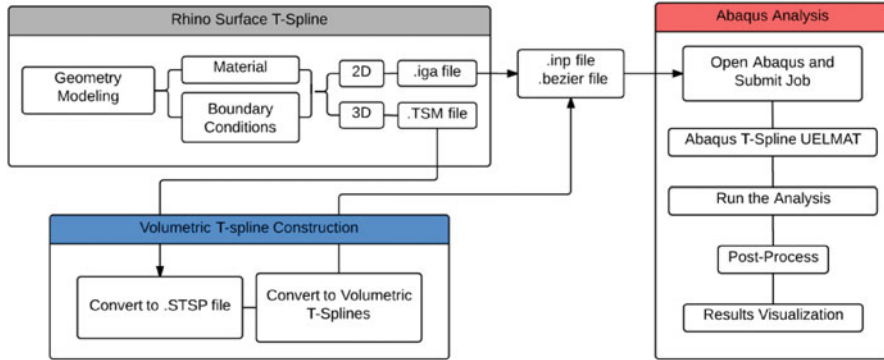 Rhino Surface T-Spline
Geometry
Modeling
Material
Boundary
Conditions
2D
.iga file
3D
.TSM file
.inp file
.bezier file
Volumetric T-spline Construction
Convert to .STSP file
Convert to Volumetric
T-Splines
Abaqus Analysis
Open Abaqus and
Submit Job
Abaqus T-Spline UELMAT
Run the Analysis
Post-Process
Results Visualization